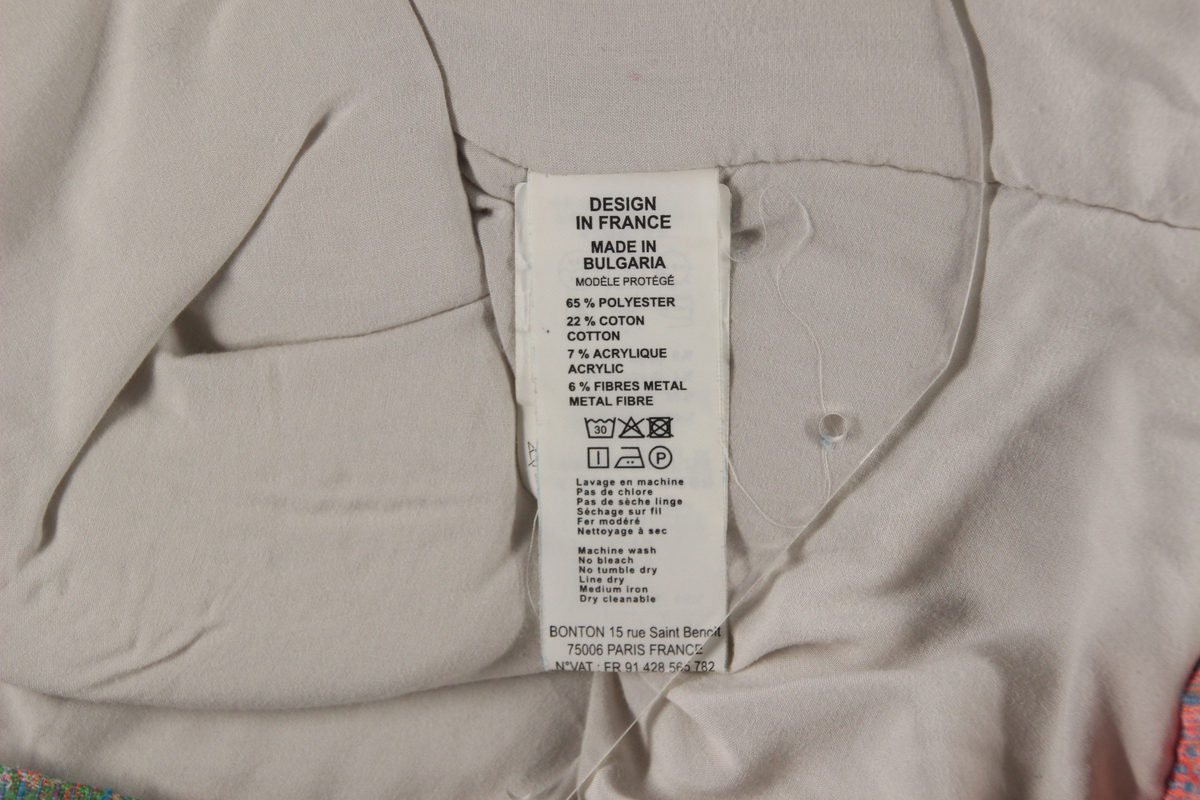 DESIGN
IN FRANCE
MADE IN
BULGARIA
MODÈLE PROTÉGÉ
65 % POLYESTER
22 % COTON
COTTON
7 % ACRYLIQUE
ACRYLIC
6 % FIBRES METAL
METAL FIBRE
30
P
Lavage en machine
Pas de chlore
Pas de sèche linge
Séchage sur fil
Fer modéré
Nettoyage à sec
Machine wash
No bleach
No tumble dry
Line dry
Medium iron
Dry cleanable
BONTON 15 rue Saint Benoit
75006 PARIS FRANCE
N°VAT : FR 91 428 565 782